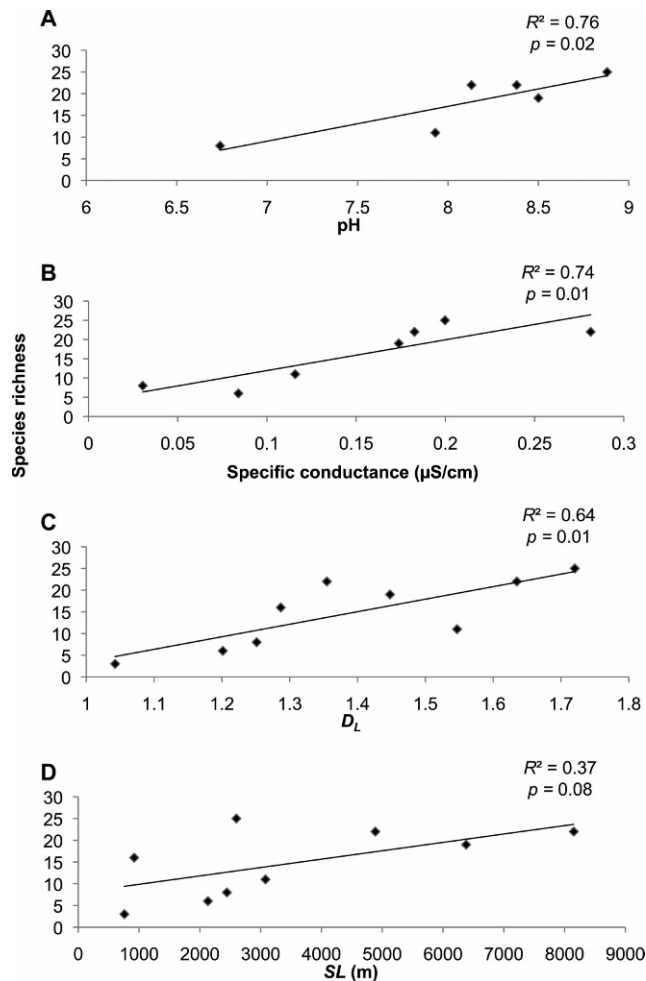 A
R² = 0.76
p = 0.02
30
25
20
15
10
5
0
6 6.5 7 7.5 8 8.5 9
pH
B
R² = 0.74
p = 0.01
30
25
20
15
10
5
0
0 0.05 0.1 0.15 0.2 0.25 0.3
Specific conductance (µS/cm)
Species richness
C
R² = 0.64
p = 0.01
30
25
20
15
10
5
0
1 1.1 1.2 1.3 1.4 1.5 1.6 1.7 1.8
D_L
D
R² = 0.37
p = 0.08
30
25
20
15
10
5
0
0 1000 2000 3000 4000 5000 6000 7000 8000 9000
SL (m)